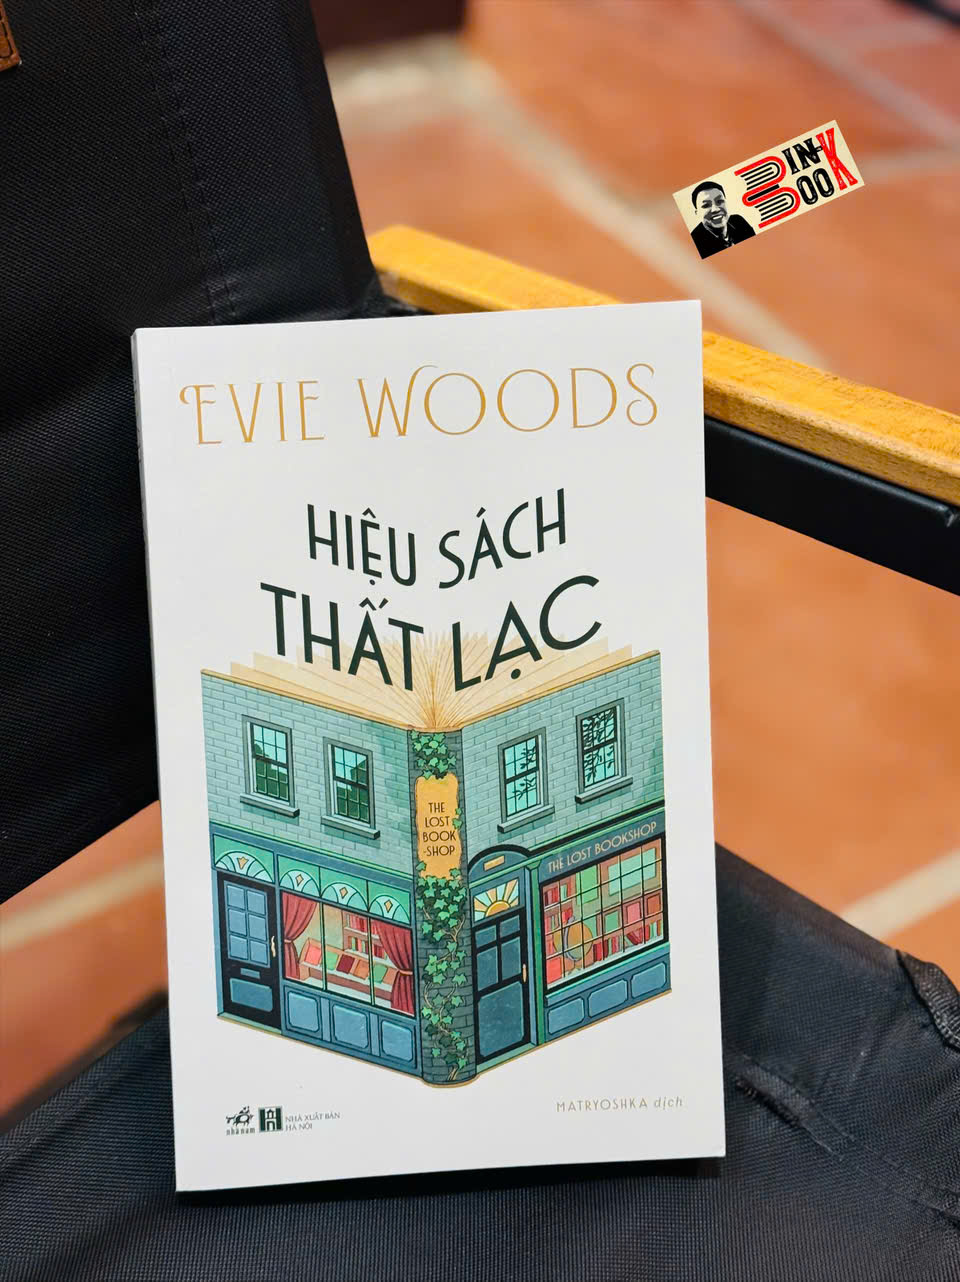 BIN-
BOOK
EVIE WOODS
HIỆU SÁCH
THẤT LẠC
THE
LOST
BOOK
-SHOP
THE LOST BOOKSHOP
MATRYOSHKA dịch
nhã nam
NHÀ XUẤT BẢN
HÀ NỘI